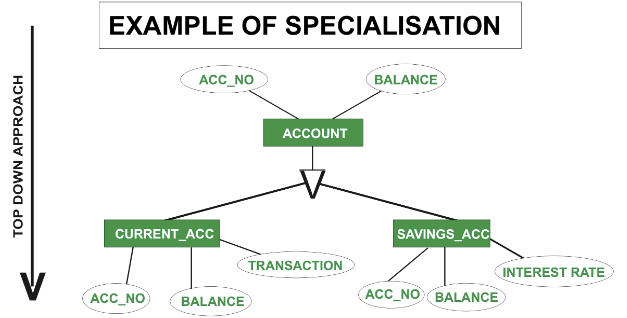 EXAMPLE OF SPECIALISATION
TOP DOWN APPROACH
ACC_NO
BALANCE
ACCOUNT
CURRENT_ACC
SAVINGS_ACC
TRANSACTION
INTEREST RATE
ACC_NO
BALANCE
ACC_NO
BALANCE